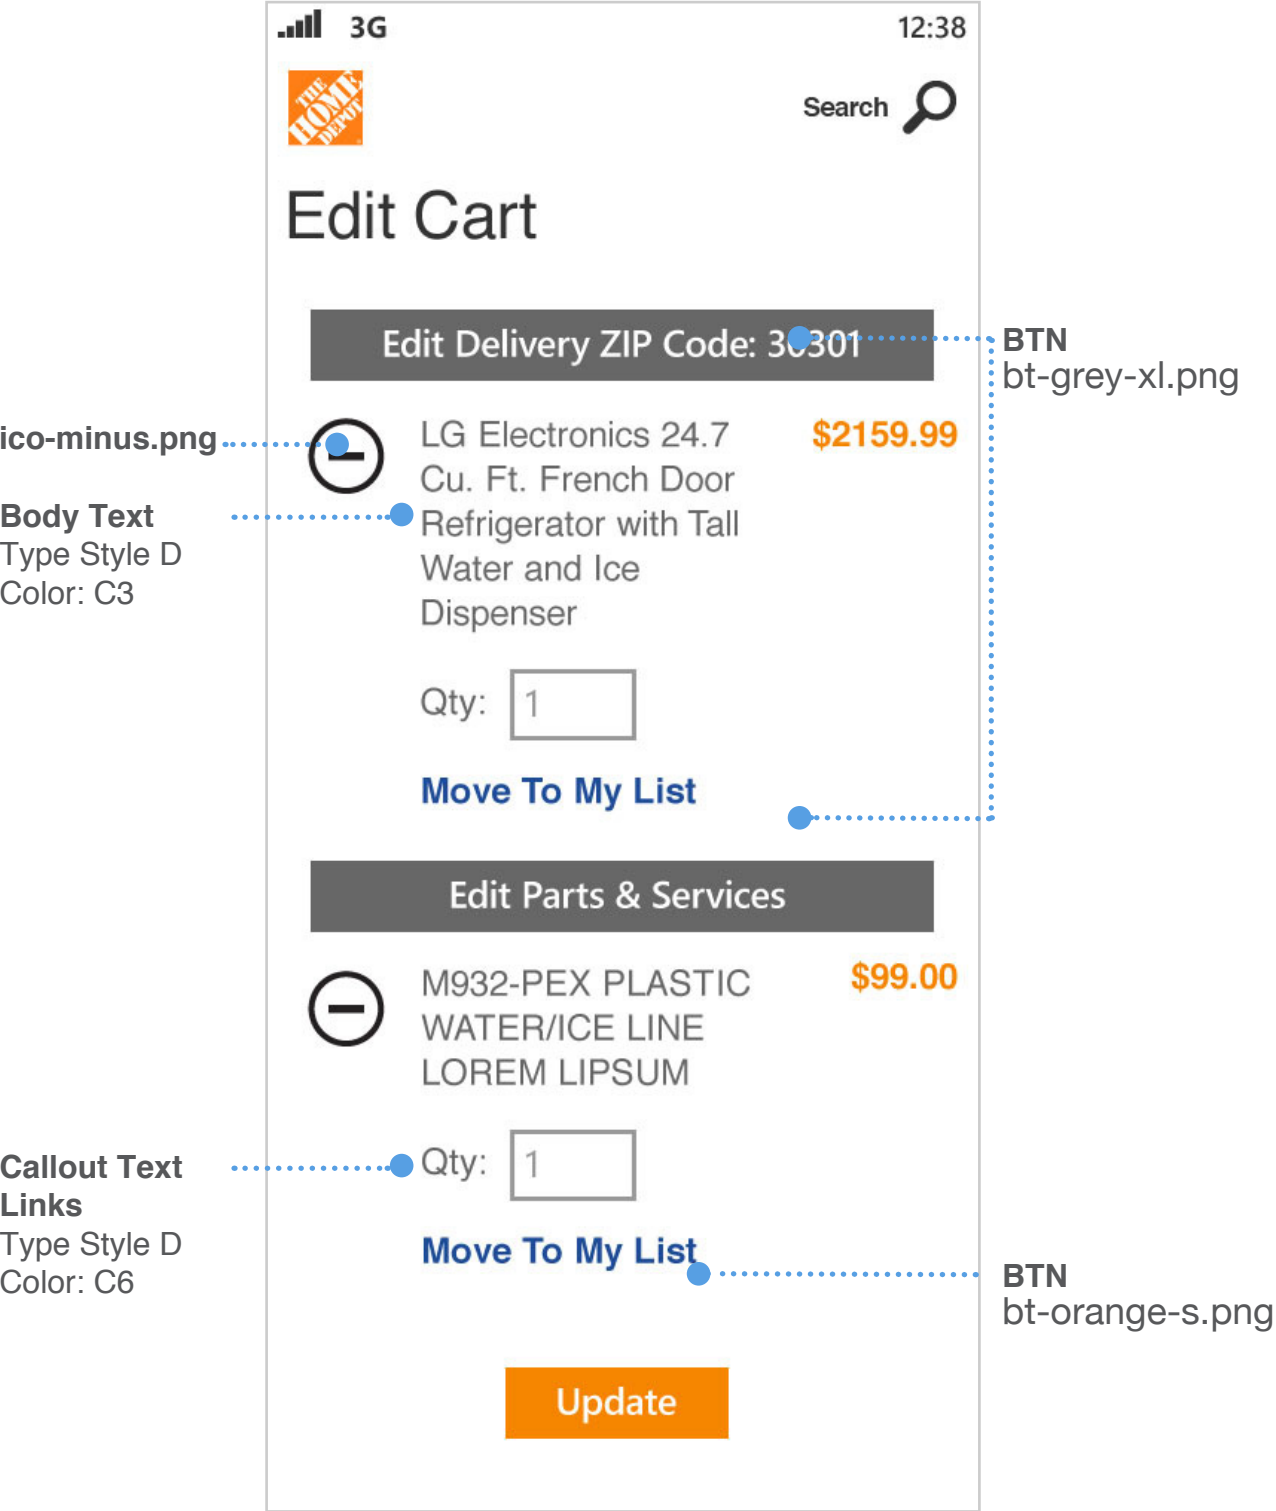 3G
12:38
THE
HOME
DEPOT
Search
Edit Cart
Edit Delivery ZIP Code: 30301
BTN
bt-grey-xl.png
ico-minus.png
LG Electronics 24.7
$2159.99
Cu. Ft. French Door
Refrigerator with Tall
Water and Ice
Dispenser
Body Text
Type Style D
Color: C3
Qty: 1
Move To My List
Edit Parts & Services
M932-PEX PLASTIC
$99.00
WATER/ICE LINE
LOREM LIPSUM
Callout Text
Links
Type Style D
Color: C6
Qty: 1
Move To My List
BTN
bt-orange-s.png
Update